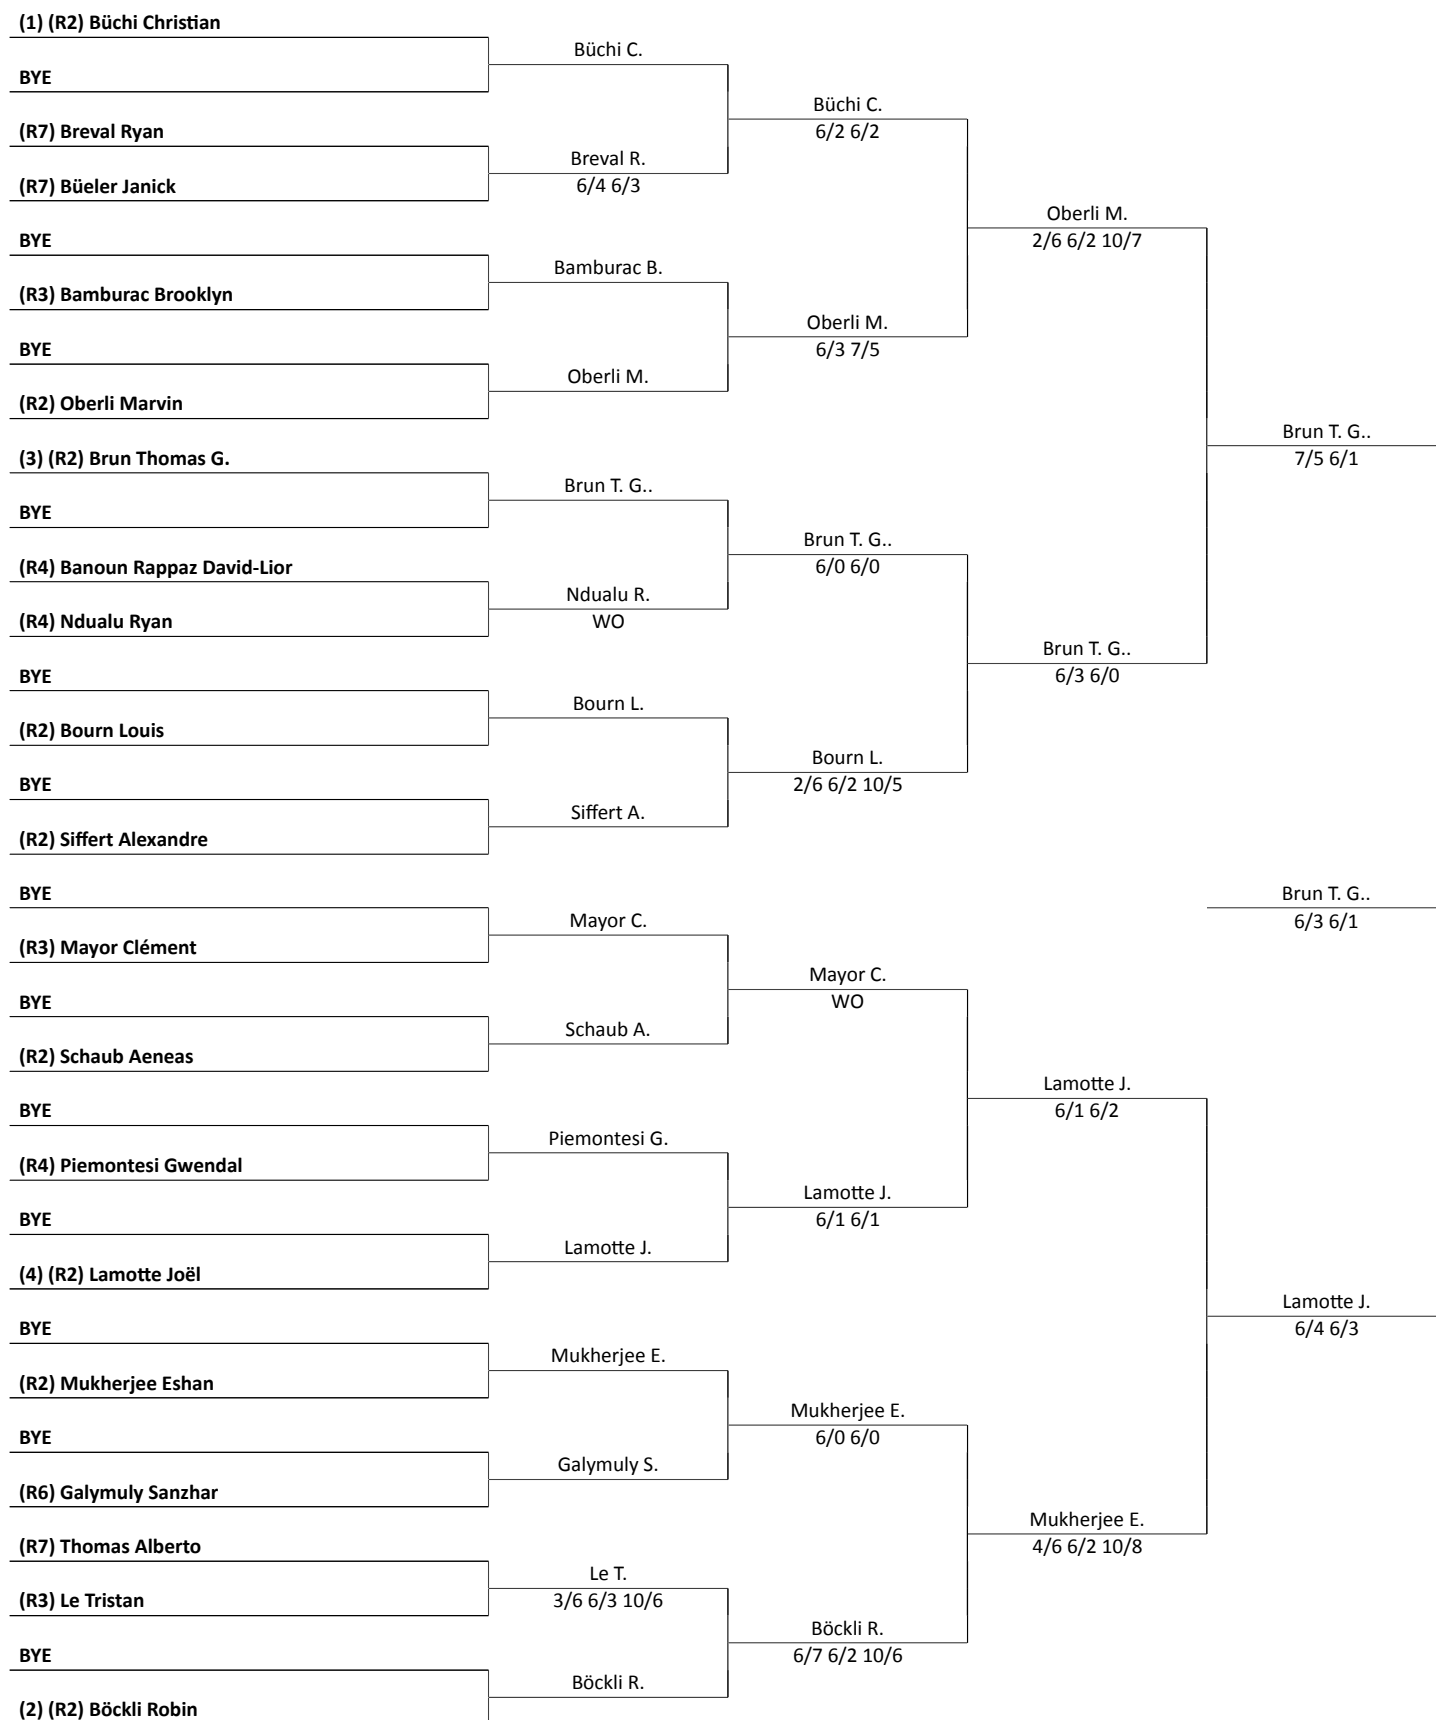 (1) (R2) Büchi Christian
Büchi C.
BYE
Büchi C.
6/2 6/2
(R7) Breval Ryan
Breval R.
6/4 6/3
(R7) Büeler Janick
Oberli M.
2/6 6/2 10/7
BYE
Bamburac B.
(R3) Bamburac Brooklyn
Oberli M.
6/3 7/5
BYE
Oberli M.
(R2) Oberli Marvin
Brun T. G..
7/5 6/1
(3) (R2) Brun Thomas G.
Brun T. G..
BYE
Brun T. G..
6/0 6/0
(R4) Banoun Rappaz David-Lior
Ndualu R.
WO
(R4) Ndualu Ryan
Brun T. G..
6/3 6/0
BYE
Bourn L.
(R2) Bourn Louis
Bourn L.
2/6 6/2 10/5
BYE
Siffert A.
(R2) Siffert Alexandre
BYE
Brun T. G..
6/3 6/1
Mayor C.
(R3) Mayor Clément
Mayor C.
WO
BYE
Schaub A.
(R2) Schaub Aeneas
Lamotte J.
6/1 6/2
BYE
Piemontesi G.
(R4) Piemontesi Gwendal
Lamotte J.
6/1 6/1
BYE
Lamotte J.
(4) (R2) Lamotte Joël
Lamotte J.
6/4 6/3
BYE
Mukherjee E.
(R2) Mukherjee Eshan
Mukherjee E.
6/0 6/0
BYE
Galymuly S.
(R6) Galymuly Sanzhar
Mukherjee E.
4/6 6/2 10/8
(R7) Thomas Alberto
Le T.
3/6 6/3 10/6
(R3) Le Tristan
Böckli R.
6/7 6/2 10/6
BYE
Böckli R.
(2) (R2) Böckli Robin